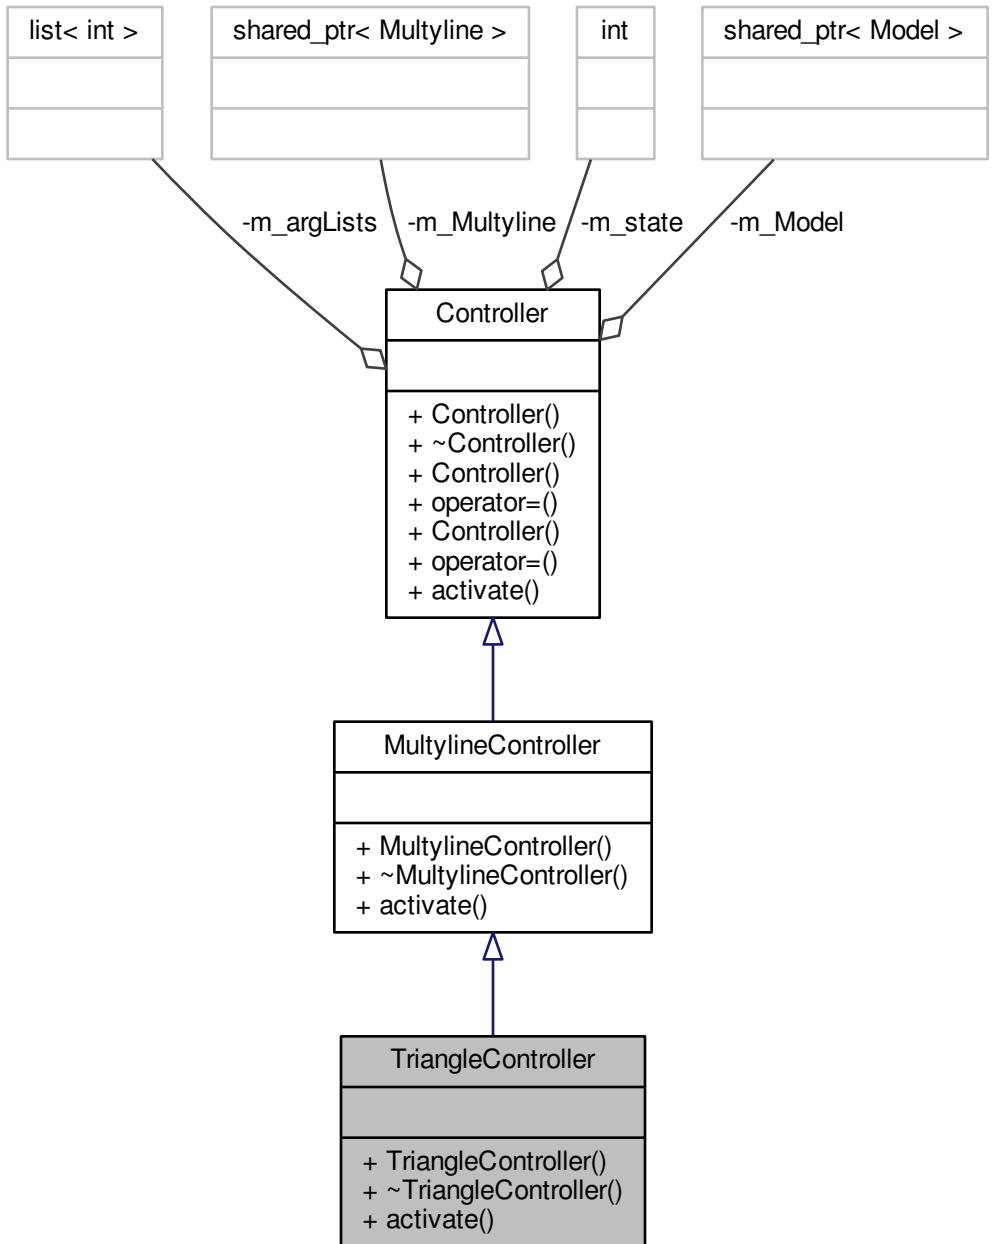 list< int >
shared_ptr< Multyline >
int
shared_ptr< Model >
-m_argLists
-m_Multyline
-m_state
-m_Model
Controller
+ Controller()
+ ~Controller()
+ Controller()
+ operator=()
+ Controller()
+ operator=()
+ activate()
MultylineController
+ MultylineController()
+ ~MultylineController()
+ activate()
TriangleController
+ TriangleController()
+ ~TriangleController()
+ activate()